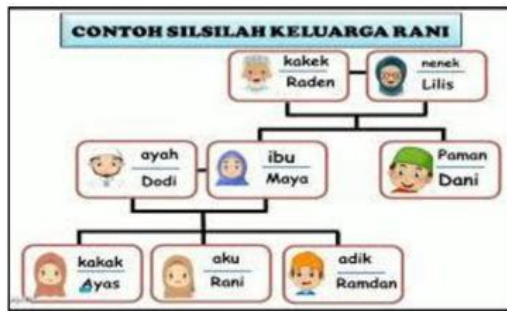 CONTOH SILSILAH KELUARGA RANI
kakek
Raden
nenek
Lilis
ayah
Dodi
ibu
Maya
Paman
Dani
kakak
Ayas
aku
Rani
adik
Ramdan